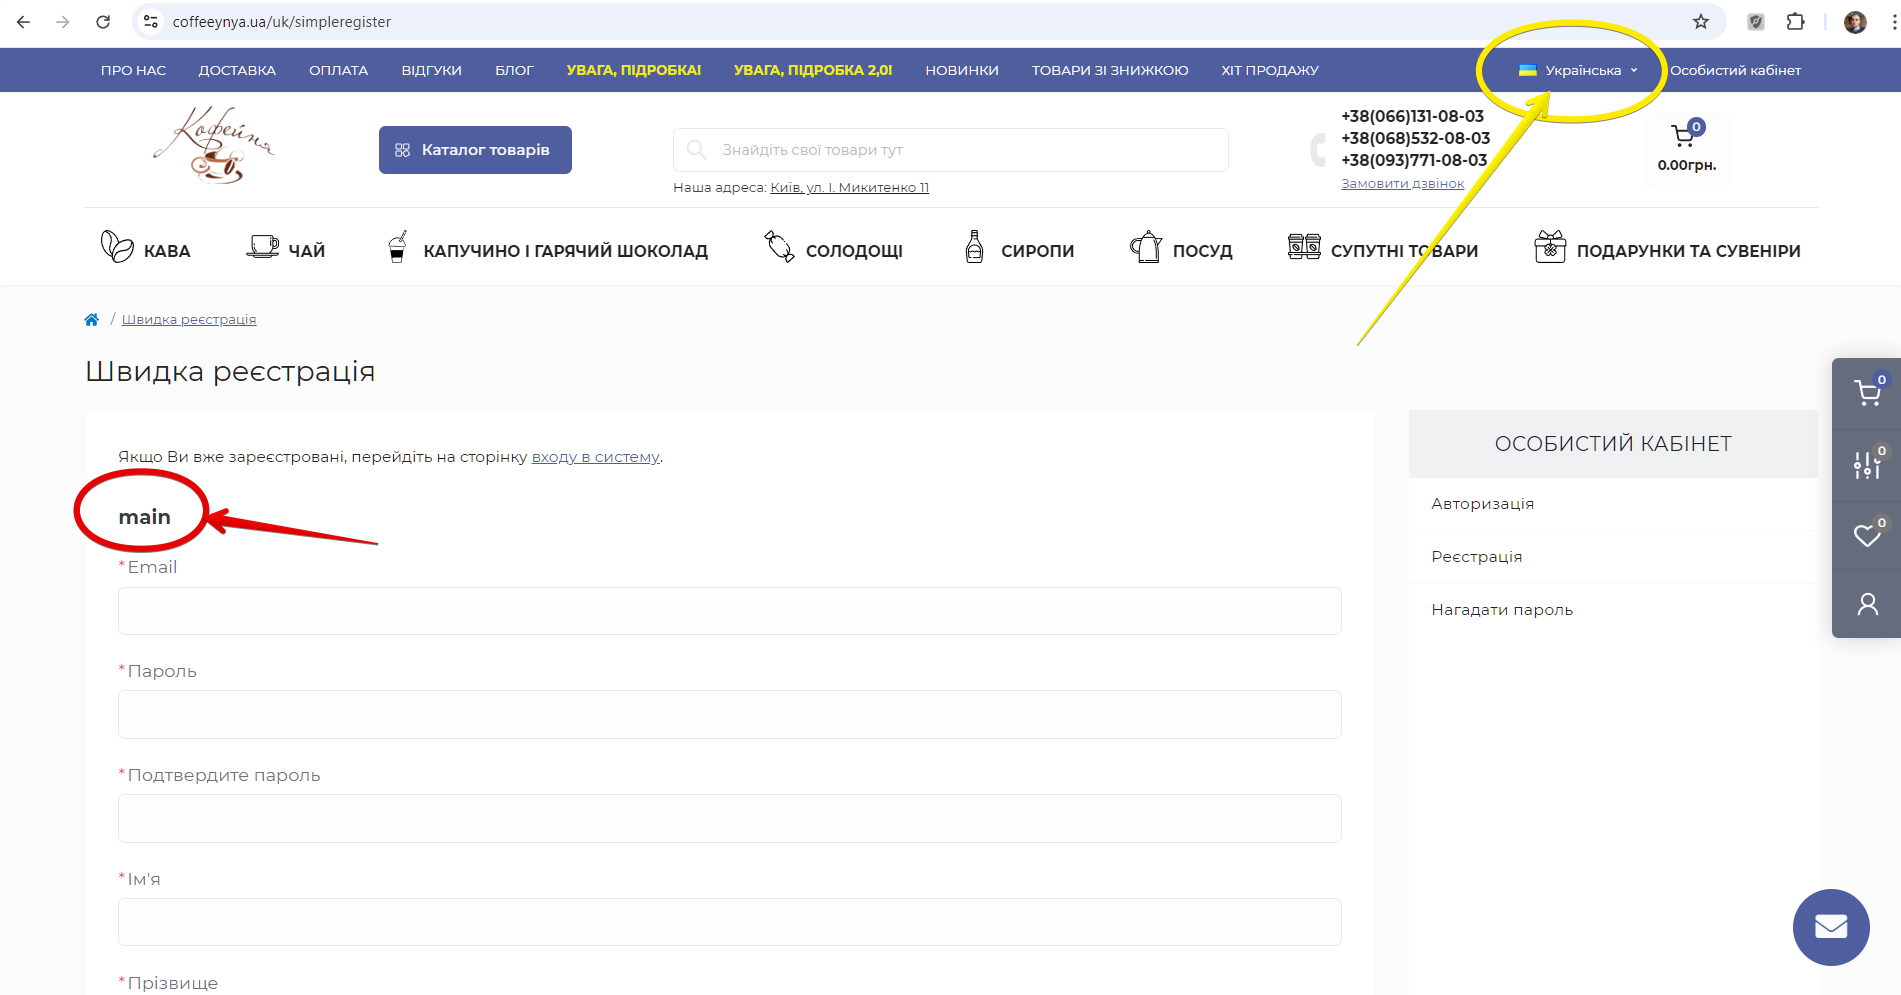 coffeeynya.ua/uk/simpleregister
ПРО НАС ДОСТАВКА ОПЛАТА ВІДГУКИ БЛОГ УВАГА, ПІДРОБКА! УВАГА, ПІДРОБКА 2,0! НОВИНКИ ТОВАРИ ЗІ ЗНИЖКОЮ ХІТ ПРОДАЖУ Українська Особистий кабінет
Кофейня
Каталог товарів
Знайдіть свої товари тут
Наша адреса: Київ, ул. І. Микитенко 11
+38(066)131-08-03
+38(068)532-08-03
+38(093)771-08-03
Замовити дзвінок
0
0.00грн.
КАВА ЧАЙ КАПУЧИНО І ГАРЯЧИЙ ШОКОЛАД СОЛОДОЩІ СИРОПИ ПОСУД СУПУТНІ ТОВАРИ ПОДАРУНКИ ТА СУВЕНІРИ
/ Швидка реєстрація
Швидка реєстрація
Якщо Ви вже зареєстровані, перейдіть на сторінку входу в систему.
main
*Email
*Пароль
*Подтвердите пароль
*Ім'я
*Прізвище
ОСОБИСТИЙ КАБІНЕТ
Авторизація
Реєстрація
Нагадати пароль
0
0
0